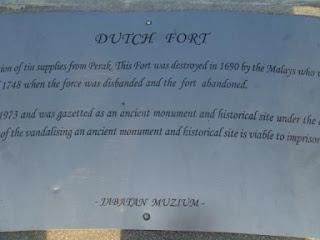 DUTCH FORT
ion of tin supplies from Perak. This Fort was destroyed in 1690 by the Malays who
1748 when the force was disbanded and the fort abandoned.
1973 and was gazetted as an ancient monument and historical site under the
of the vandalising an ancient monument and historical site is viable to impriso
- JABATAN MUZIUM -